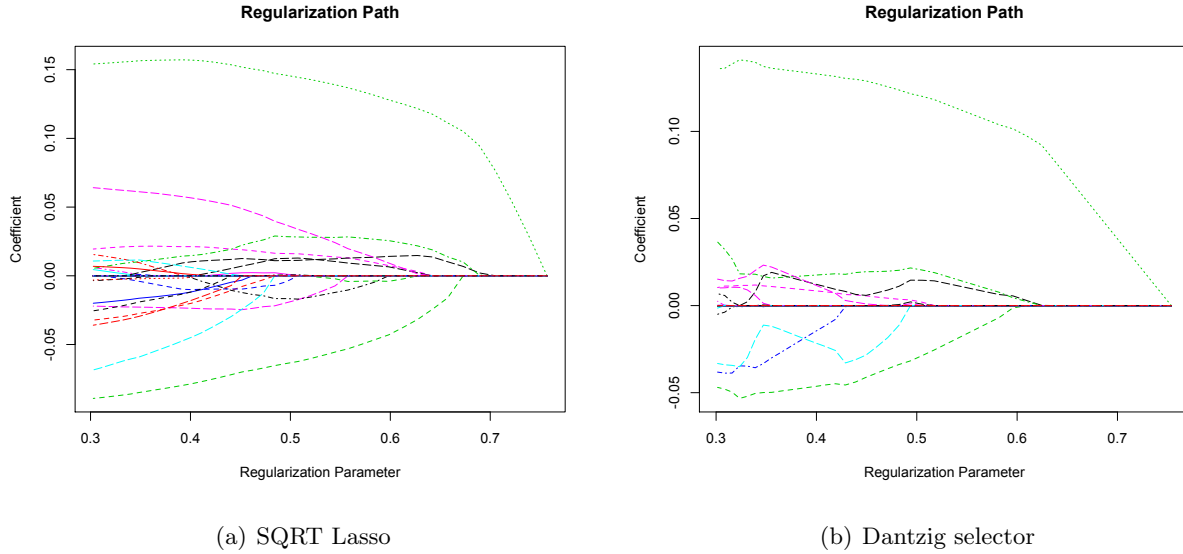 Regularization Path
0.15
0.10
0.05
0.00
-0.05
Coefficient
0.3 0.4 0.5 0.6 0.7
Regularization Parameter
(a) SQRT Lasso
Regularization Path
0.10
0.05
0.00
-0.05
Coefficient
0.3 0.4 0.5 0.6 0.7
Regularization Parameter
(b) Dantzig selector